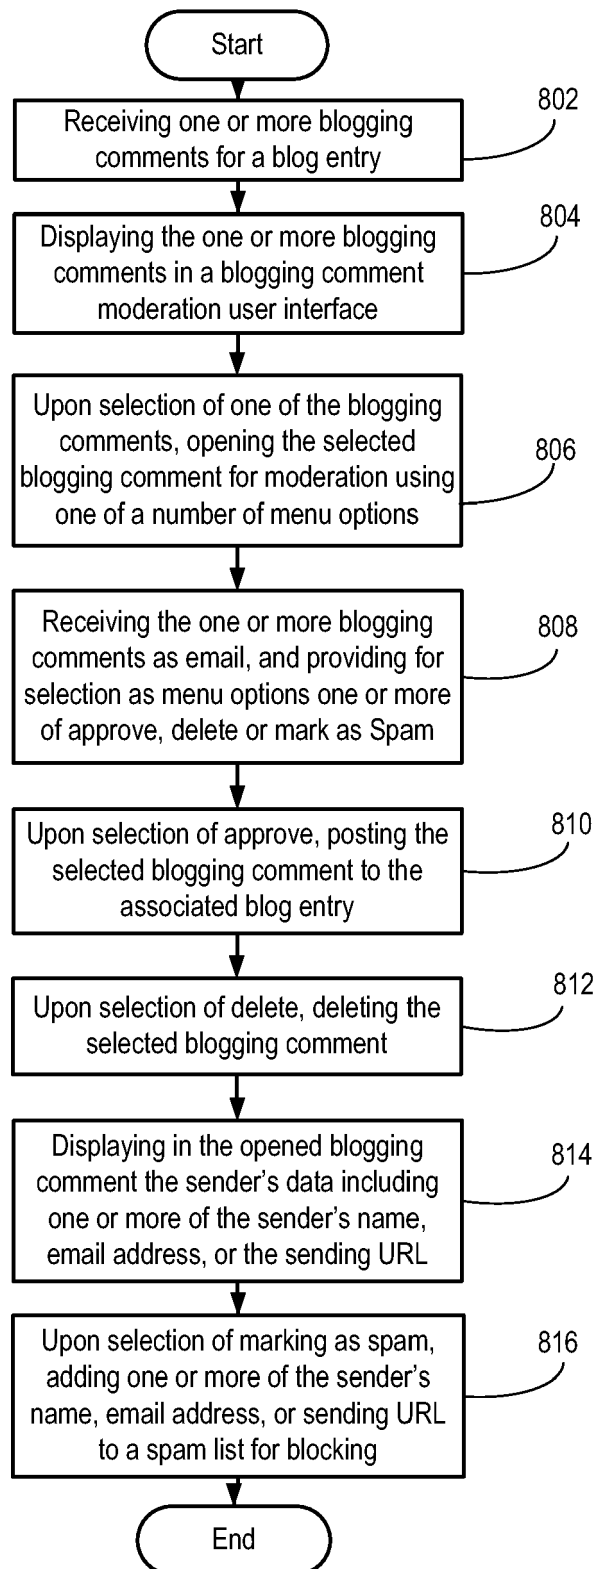 Start
802
Receiving one or more blogging
comments for a blog entry
804
Displaying the one or more blogging
comments in a blogging comment
moderation user interface
Upon selection of one of the blogging
comments, opening the selected
806
blogging comment for moderation using
one of a number of menu options
Receiving the one or more blogging
808
comments as email, and providing for
selection as menu options one or more
of approve, delete or mark as Spam
810
Upon selection of approve, posting the
selected blogging comment to the
associated blog entry
812
Upon selection of delete, deleting the
selected blogging comment
Displaying in the opened blogging
814
comment the sender's data including
one or more of the sender's name,
email address, or the sending URL
Upon selection of marking as spam,
816
adding one or more of the sender's
name, email address, or sending URL
to a spam list for blocking
End